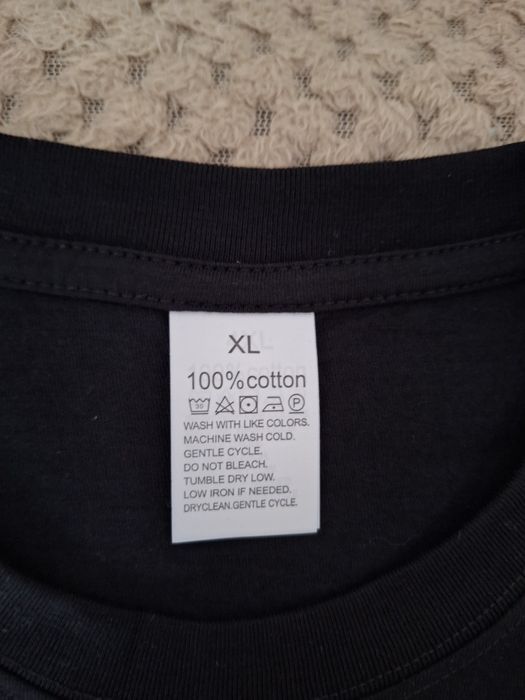 XL
100% cotton
30 P
WASH WITH LIKE COLORS.
MACHINE WASH COLD.
GENTLE CYCLE.
DO NOT BLEACH.
TUMBLE DRY LOW.
LOW IRON IF NEEDED.
DRYCLEAN.GENTLE CYCLE.